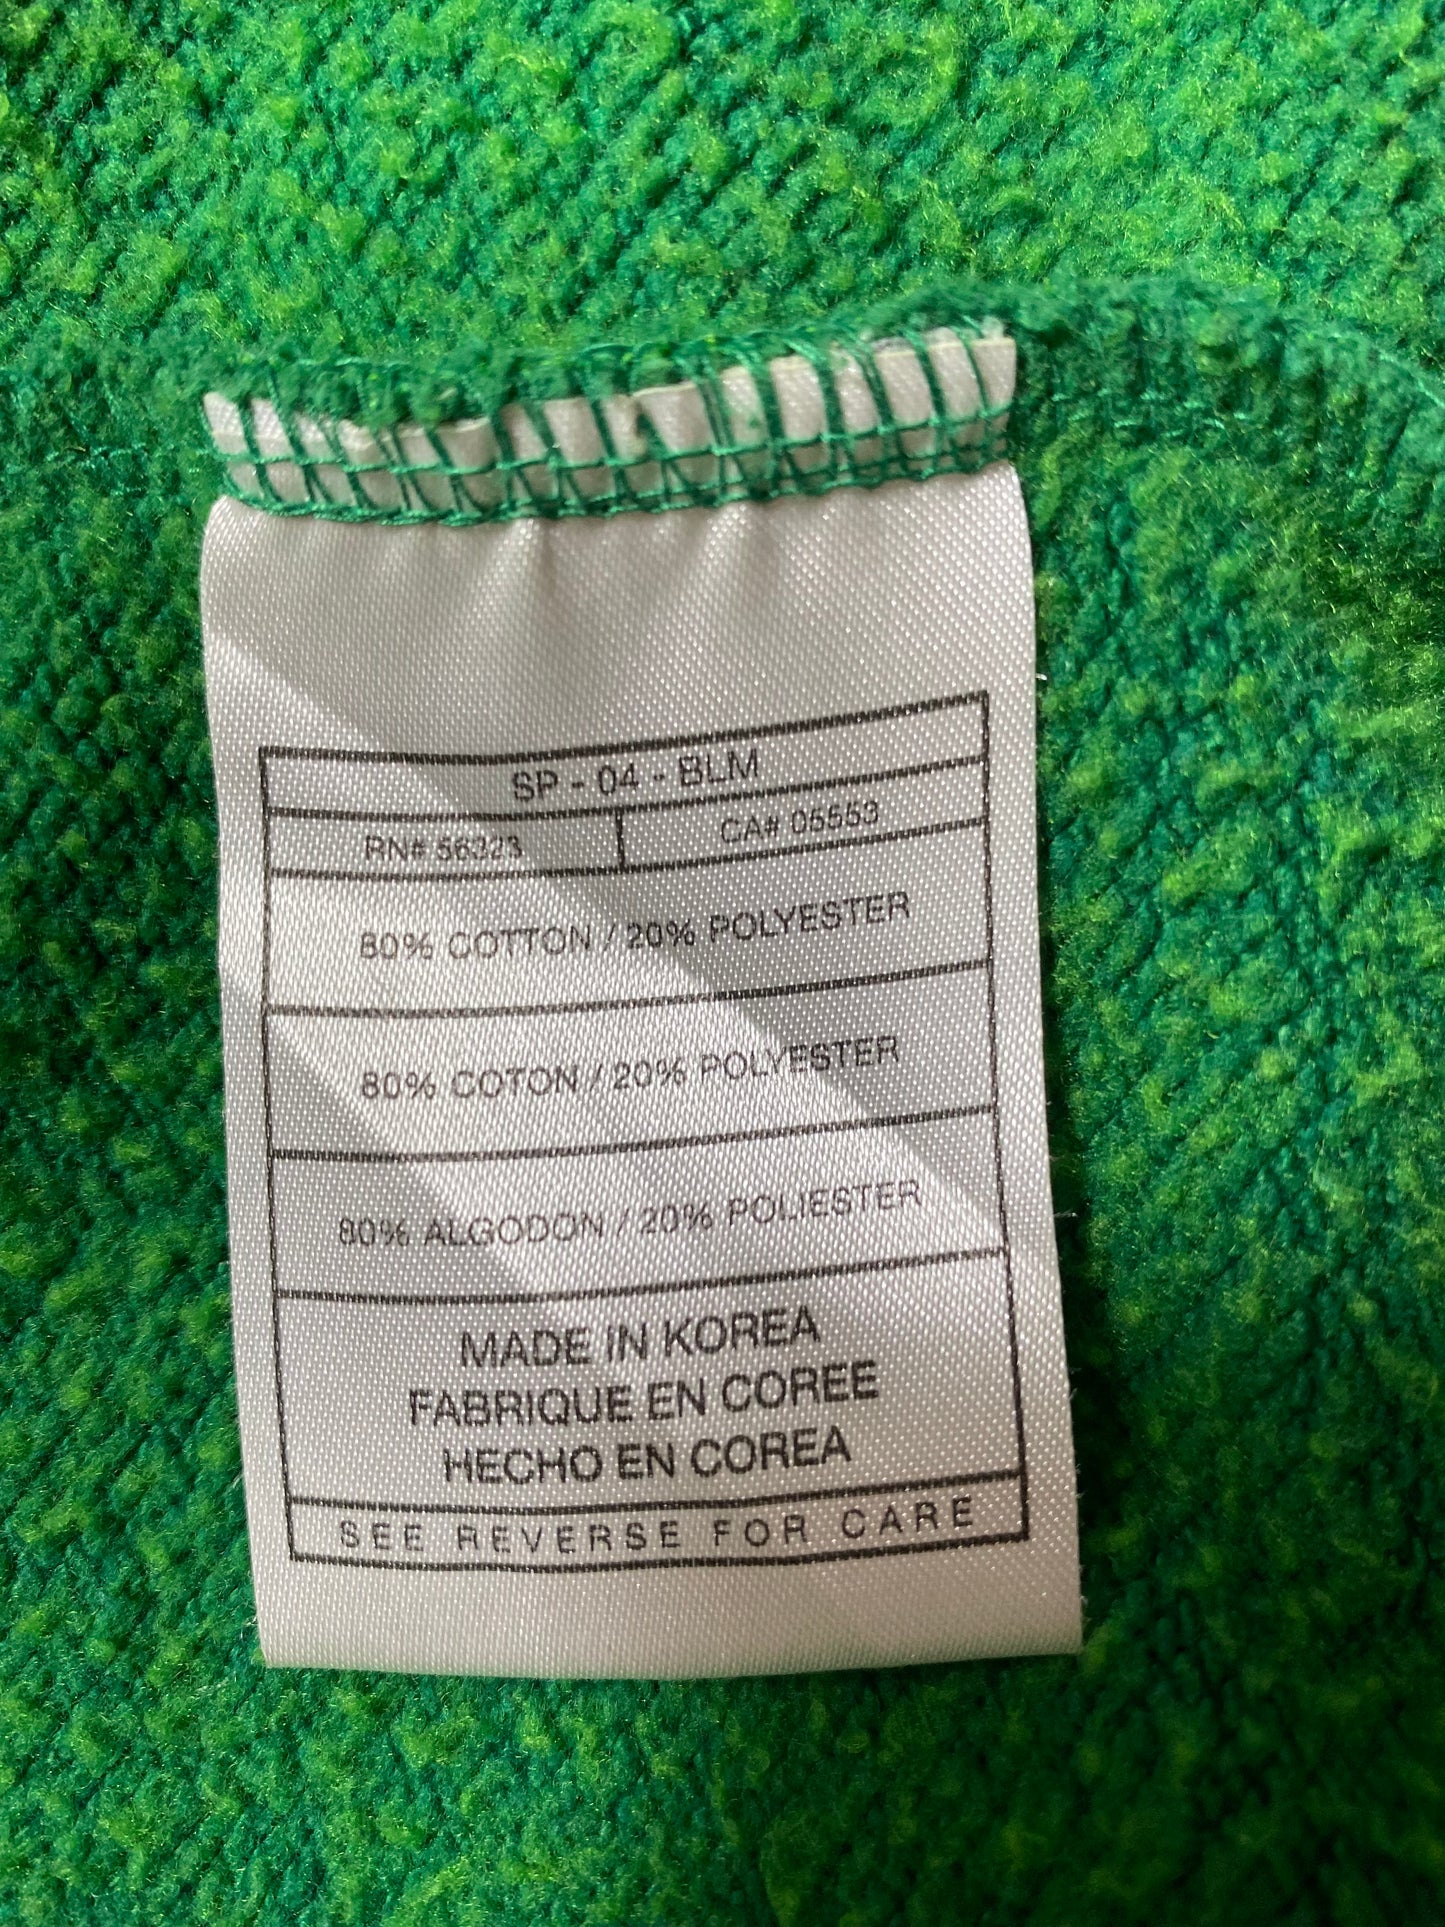 SP - 04 - BLM
RN# 56323 CA# 05553
80% COTTON / 20% POLYESTER
80% COTON / 20% POLYESTER
80% ALGODON / 20% POLIESTER
MADE IN KOREA
FABRIQUE EN COREE
HECHO EN COREA
SEE REVERSE FOR CARE